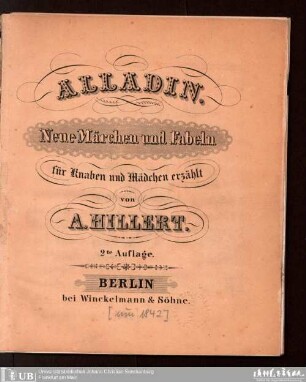 ALLADIN.
Neue Märchen und Fabeln
für Knaben und Mädchen erzählt
von
A. HILLERT.
2te Auflage.
BERLIN
bei Winckelmann & Söhne.
1842]
UB